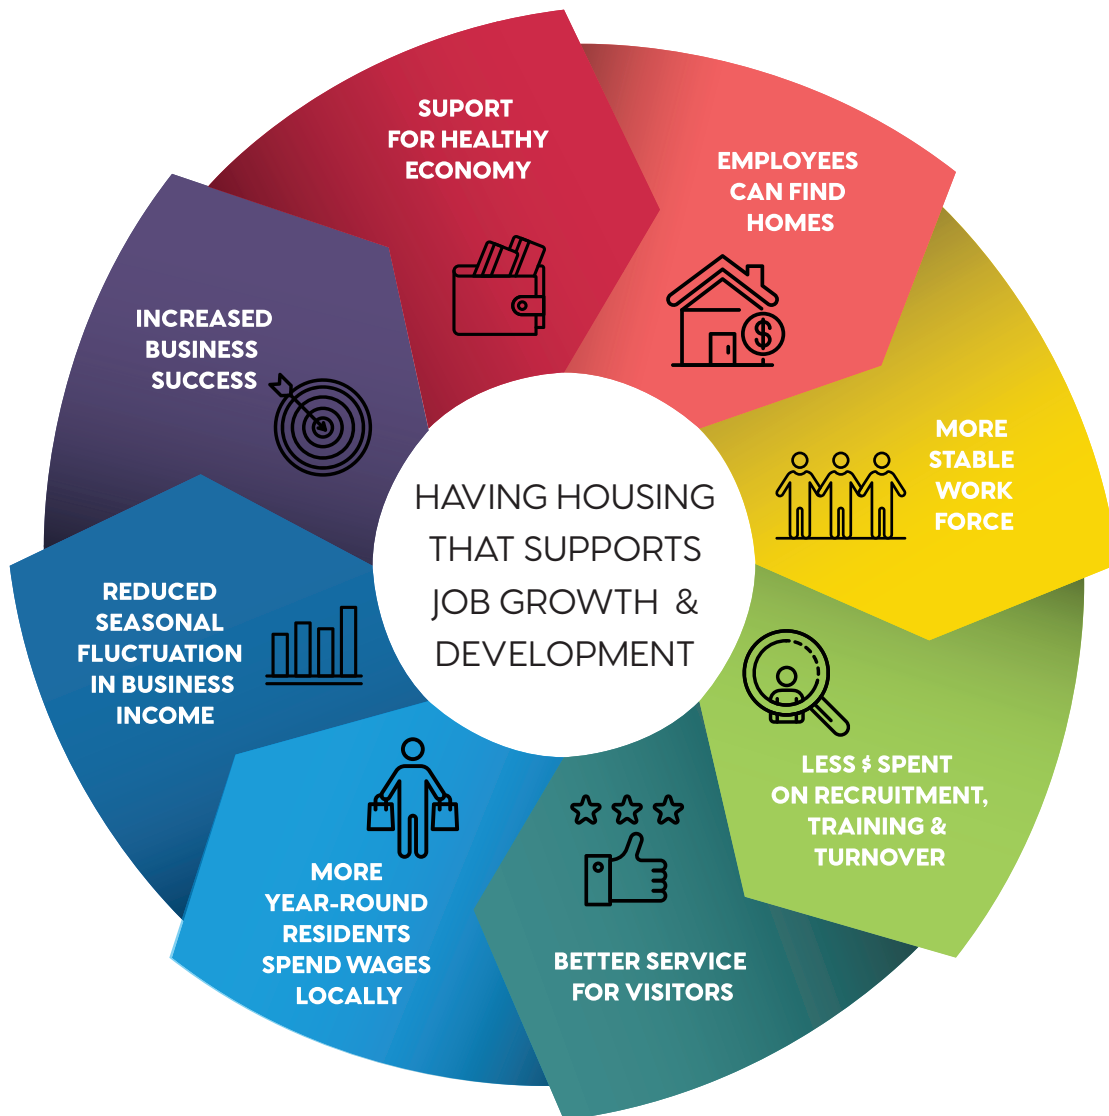 SUPORT
FOR HEALTHY
ECONOMY
EMPLOYEES
CAN FIND
HOMES
$
MORE
STABLE
WORK
FORCE
LESS $ SPENT
ON RECRUITMENT,
TRAINING &
TURNOVER
BETTER SERVICE
FOR VISITORS
MORE
YEAR-ROUND
RESIDENTS
SPEND WAGES
LOCALLY
REDUCED
SEASONAL
FLUCTUATION
IN BUSINESS
INCOME
INCREASED
BUSINESS
SUCCESS
HAVING HOUSING
THAT SUPPORTS
JOB GROWTH &
DEVELOPMENT